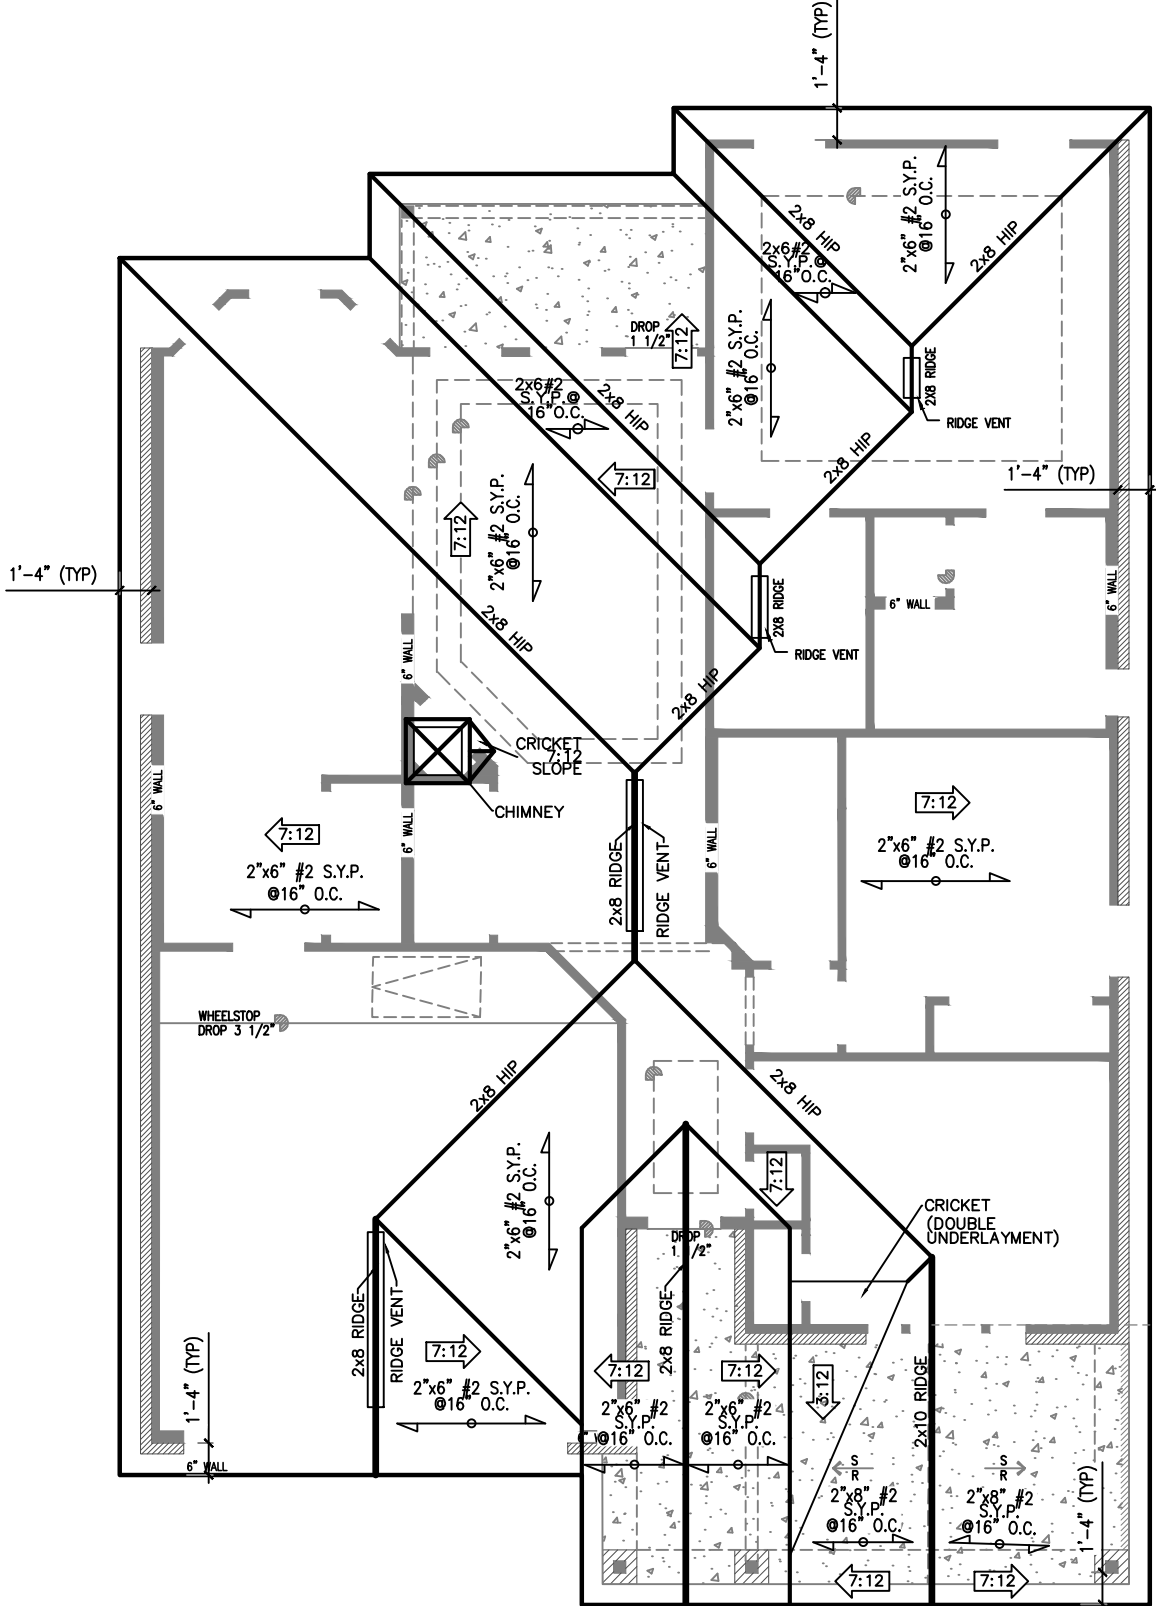 1'-4" (TYP)
2x8 HIP
2x6#2
S.Y.P.@
16"O.C.
2"x6" #2 S.Y.P.
@16" O.C.
2x8 HIP
DROP
1 1/2"
7:12
2"x6" #2 S.Y.P.
@16" O.C.
2X8 RIDGE
RIDGE VENT
2x6#2
S.Y.P.@
16"O.C.
2x8 HIP
2x8 HIP
7:12
1'-4" (TYP)
7:12
2"x6" #2 S.Y.P.
@16" O.C.
1'-4" (TYP)
2x8 HIP
2X8 RIDGE
6" WALL
6" WALL
RIDGE VENT
6" WALL
2x8 HIP
CRICKET
7:12
SLOPE
CHIMNEY
6" WALL
6" WALL
6" WALL
7:12
2"x6" #2 S.Y.P.
@16" O.C.
7:12
2"x6" #2 S.Y.P.
@16" O.C.
2x8 RIDGE
RIDGE VENT
WHEELSTOP
DROP 3 1/2"
2x8 HIP
2x8 HIP
2"x6" #2 S.Y.P.
@16" O.C.
7:12
CRICKET
(DOUBLE
UNDERLAYMENT)
DROP
1 1/2"
2x8 RIDGE
RIDGE VENT
2x8 RIDGE
1'-4" (TYP)
7:12
2"x6" #2 S.Y.P.
@16" O.C.
7:12
7:12
3:12
2x10 RIDGE
2"x6" #2
S.Y.P.
@16" O.C.
2"x6" #2
S.Y.P.
@16" O.C.
6" WALL
S
R
S
R
2"x8" #2
S.Y.P.
@16" O.C.
2"x8" #2
S.Y.P.
@16" O.C.
1'-4" (TYP)
7:12
7:12